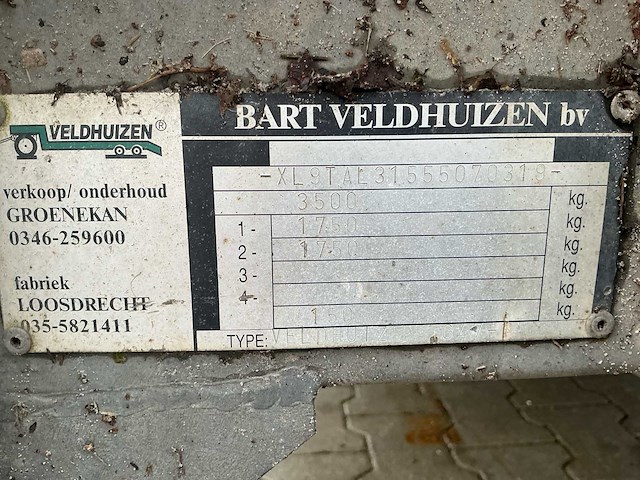 VELDHUIZEN®
verkoop/ onderhoud
GROENEKAN
0346-259600
fabriek
LOOSDRECHT
035-5821411
BART VELDHUIZEN bv
3500 kg.
1- 1750 kg.
2- 1750 kg.
3- kg.
4- kg.
150 kg.
TYPE: